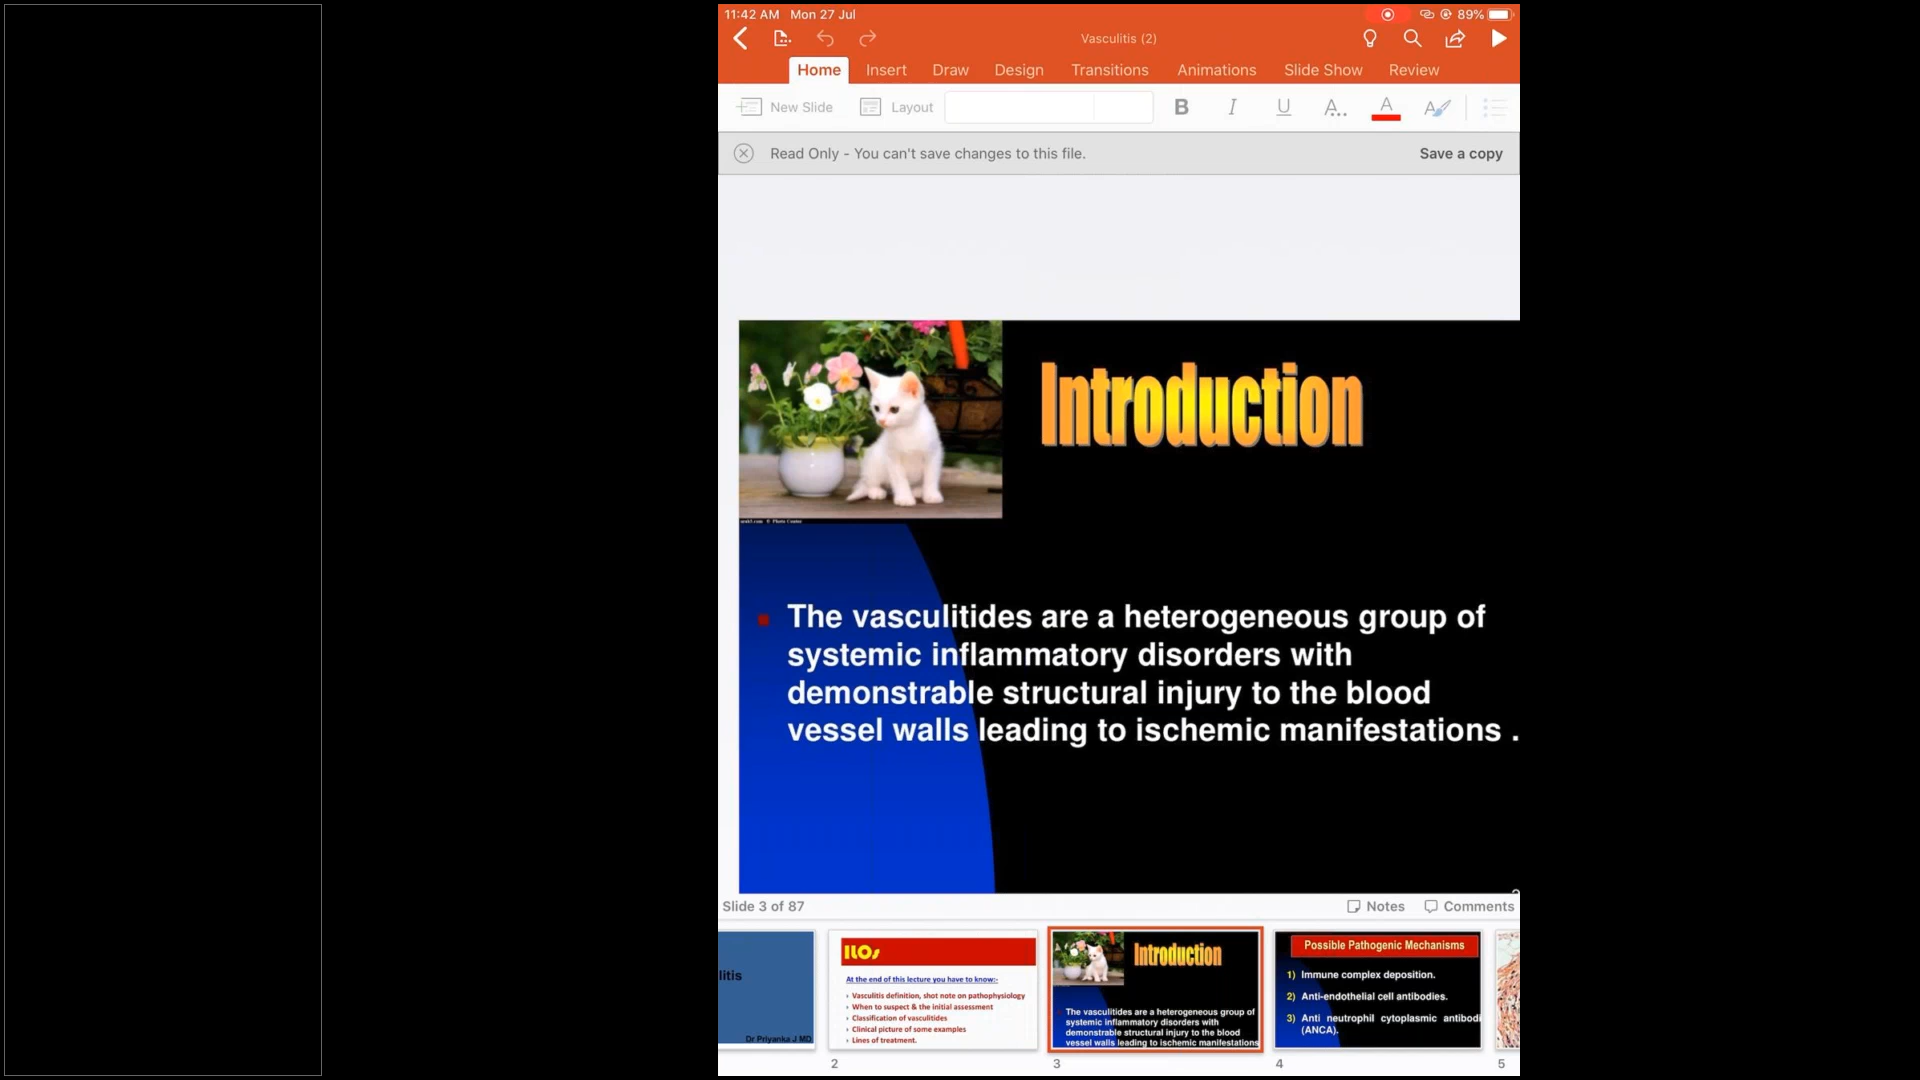 11:42 AM Mon 27 Jul
89%
Vasculitis (2)
Home Insert Draw Design Transitions Animations Slide Show Review
New Slide Layout B I U A.. A A
Read Only - You can't save changes to this file. Save a copy
Introduction
The vasculitides are a heterogeneous group of
systemic inflammatory disorders with
demonstrable structural injury to the blood
vessel walls leading to ischemic manifestations .
Slide 3 of 87 Notes Comments
litis
Dr Priyanka J MD
ILOs
At the end of this lecture you have to know:-
Vasculitis definition, shot note on pathophysiology
When to suspect & the initial assessment
Classification of vasculitides
Clinical picture of some examples
Lines of treatment.
Introduction
The vasculitides are a heterogeneous group of
systemic inflammatory disorders with
demonstrable structural injury to the blood
vessel walls leading to ischemic manifestations
Possible Pathogenic Mechanisms
1) Immune complex deposition.
2) Anti-endothelial cell antibodies.
3) Anti neutrophil cytoplasmic antibodi
(ANCA).
2 3 4 5